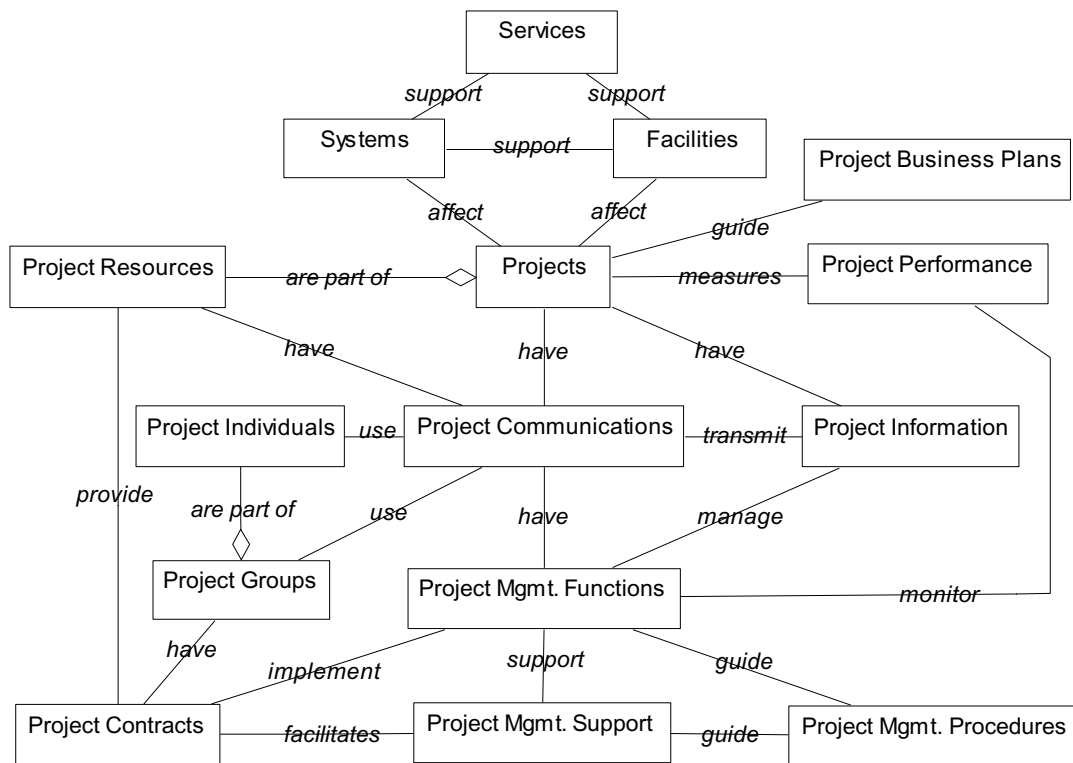 Services
support
support
Systems
support
Facilities
Project Business Plans
affect
affect
guide
Project Resources
are part of
Projects
measures
Project Performance
have
have
have
Project Individuals
use
Project Communications
transmit
Project Information
provide
are part of
use
have
manage
Project Groups
Project Mgmt. Functions
monitor
have
implement
support
guide
Project Contracts
facilitates
Project Mgmt. Support
guide
Project Mgmt. Procedures